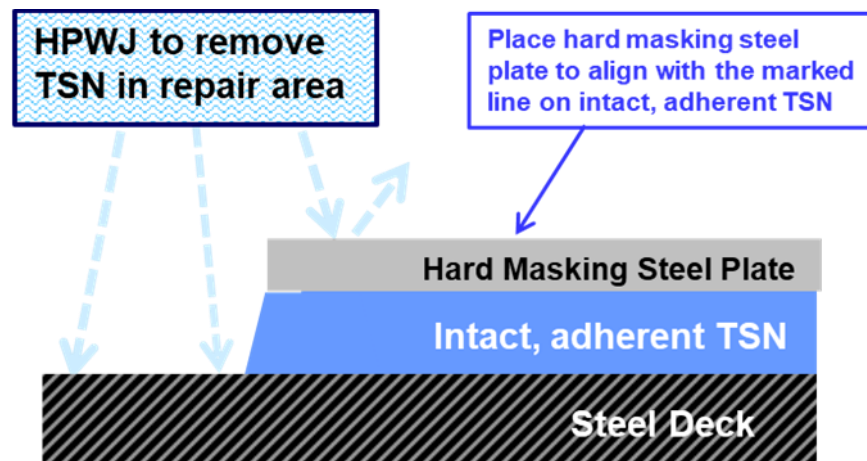 HPWJ to remove
TSN in repair area
Place hard masking steel
plate to align with the marked
line on intact, adherent TSN
Hard Masking Steel Plate
Intact, adherent TSN
Steel Deck